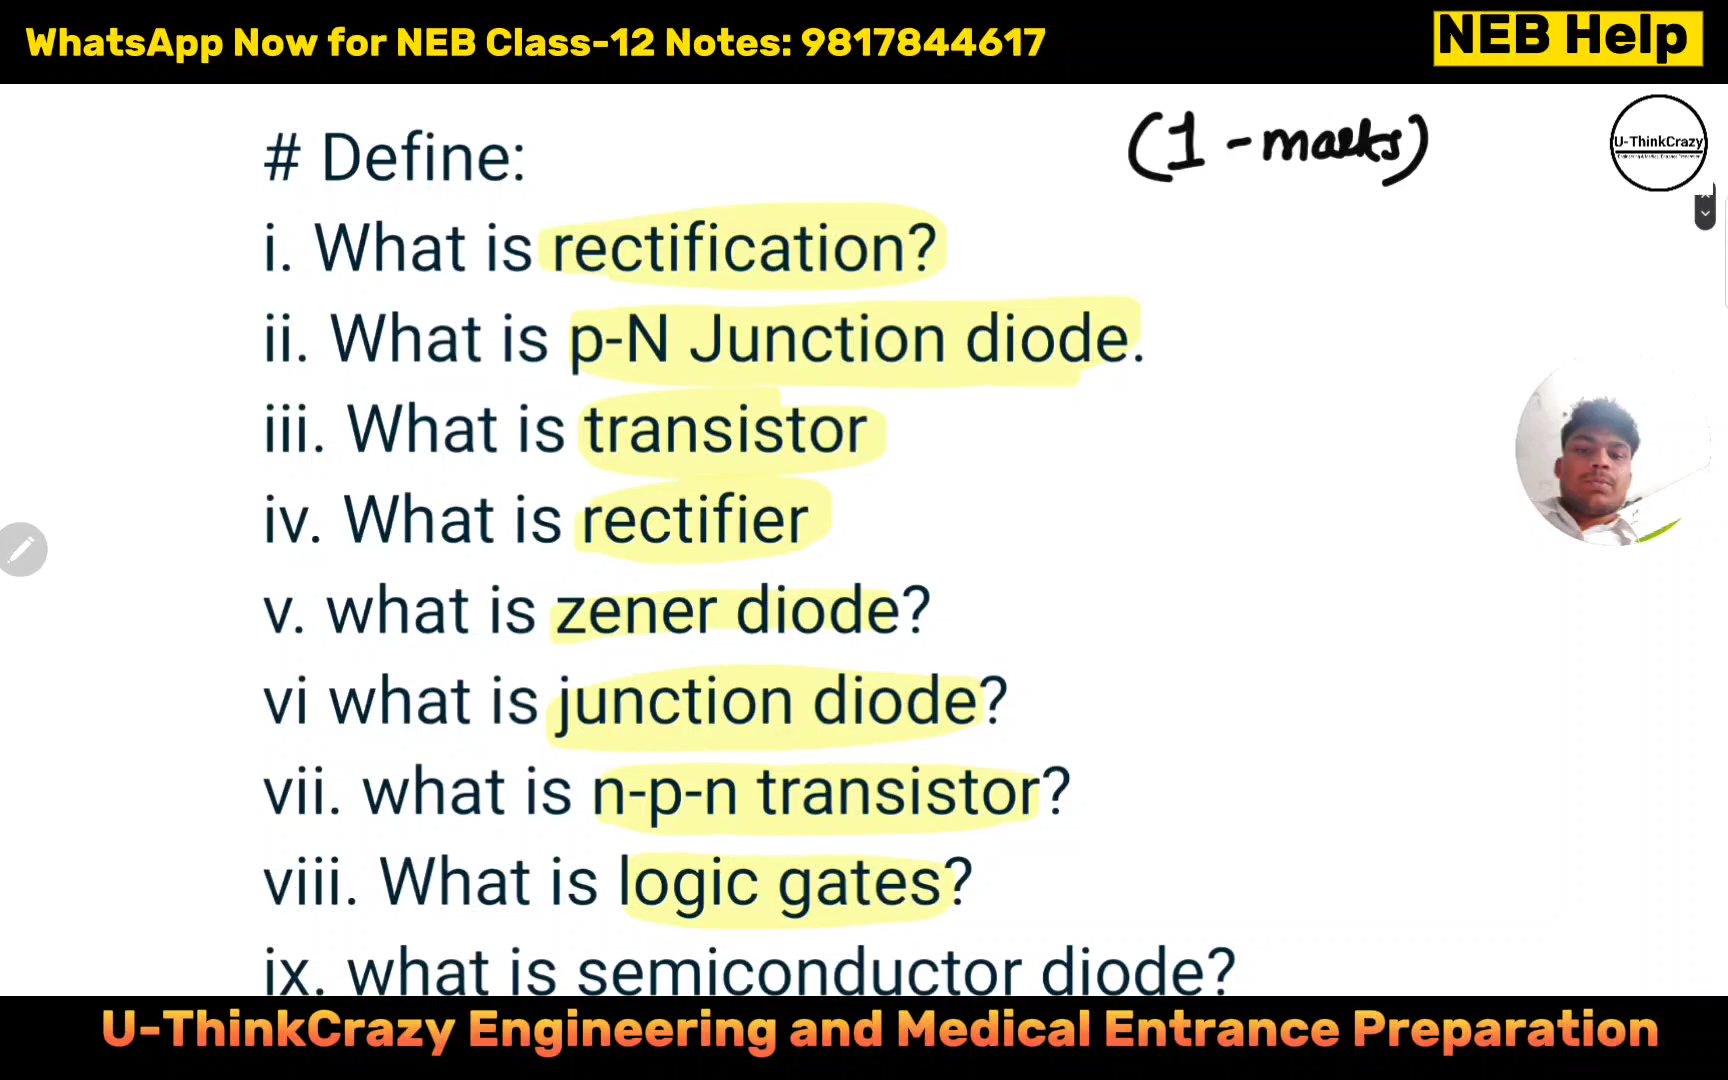 WhatsApp Now for NEB Class-12 Notes: 9817844617
NEB Help
# Define:
(1 - marks)
U-ThinkCrazy
i. What is rectification?
ii. What is p-N Junction diode.
iii. What is transistor
iv. What is rectifier
v. what is zener diode?
vi what is junction diode?
vii. what is n-p-n transistor?
viii. What is logic gates?
ix. what is semiconductor diode?
U-ThinkCrazy Engineering and Medical Entrance Preparation